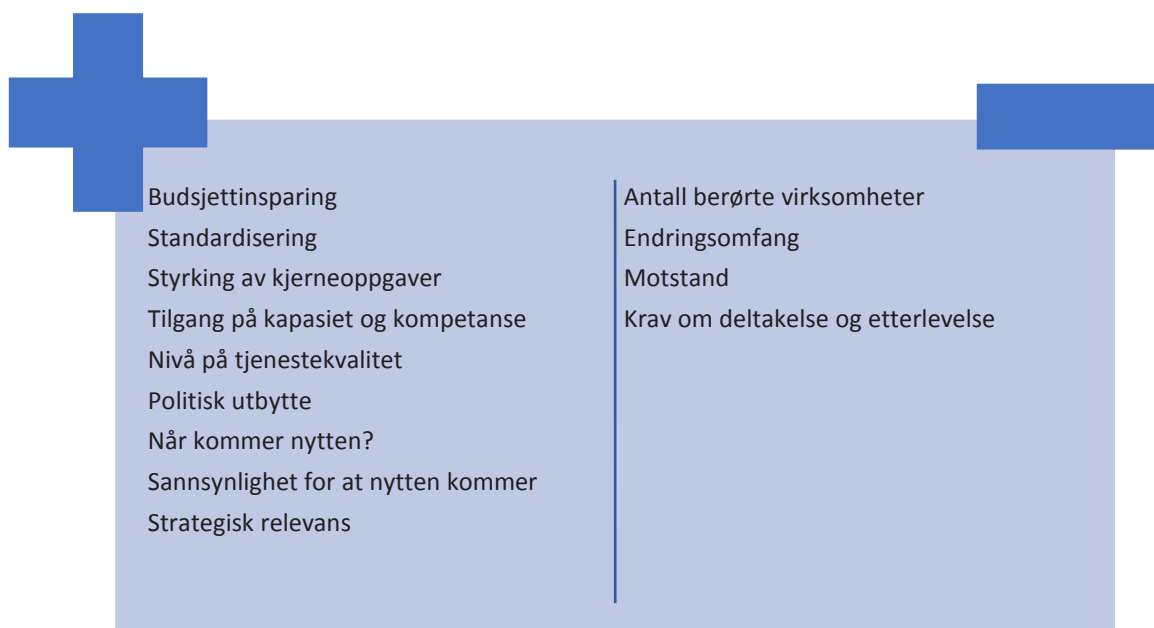 Budsjettinsparing
Standardisering
Styrking av kjerneoppgaver
Tilgang på kapasiet og kompetanse
Nivå på tjenestekvalitet
Politisk utbytte
Når kommer nytten?
Sannsynlighet for at nytten kommer
Strategisk relevans
Antall berørte virksomheter
Endringsomfang
Motstand
Krav om deltakelse og etterlevelse